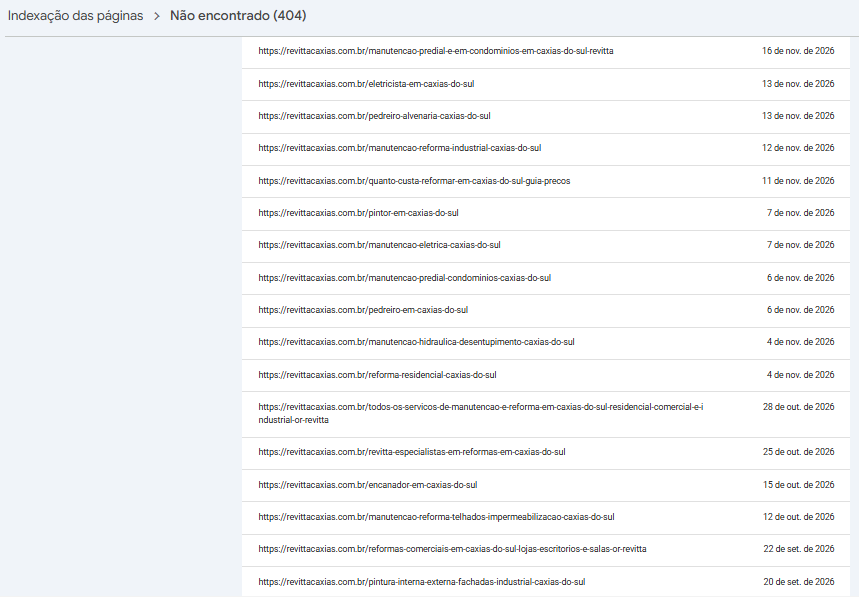 Indexação das páginas > Não encontrado (404)
https://revittacaxias.com.br/manutencao-predial-e-em-condominios-em-caxias-do-sul-revitta 16 de nov. de 2026
https://revittacaxias.com.br/eletricista-em-caxias-do-sul 13 de nov. de 2026
https://revittacaxias.com.br/pedreiro-alvenaria-caxias-do-sul 13 de nov. de 2026
https://revittacaxias.com.br/manutencao-reforma-industrial-caxias-do-sul 12 de nov. de 2026
https://revittacaxias.com.br/quanto-custa-reformar-em-caxias-do-sul-guia-precos 11 de nov. de 2026
https://revittacaxias.com.br/pintor-em-caxias-do-sul 7 de nov. de 2026
https://revittacaxias.com.br/manutencao-eletrica-caxias-do-sul 7 de nov. de 2026
https://revittacaxias.com.br/manutencao-predial-condominios-caxias-do-sul 6 de nov. de 2026
https://revittacaxias.com.br/pedreiro-em-caxias-do-sul 6 de nov. de 2026
https://revittacaxias.com.br/manutencao-hidraulica-desentupimento-caxias-do-sul 4 de nov. de 2026
https://revittacaxias.com.br/reforma-residencial-caxias-do-sul 4 de nov. de 2026
https://revittacaxias.com.br/todos-os-servicos-de-manutencao-e-reforma-em-caxias-do-sul-residencial-comercial-e-i 28 de out. de 2026
ndustrial-or-revitta
https://revittacaxias.com.br/revitta-especialistas-em-reformas-em-caxias-do-sul 25 de out. de 2026
https://revittacaxias.com.br/encanador-em-caxias-do-sul 15 de out. de 2026
https://revittacaxias.com.br/manutencao-reforma-telhados-impermeabilizacao-caxias-do-sul 12 de out. de 2026
https://revittacaxias.com.br/reformas-comerciais-em-caxias-do-sul-lojas-escritorios-e-salas-or-revitta 22 de set. de 2026
https://revittacaxias.com.br/pintura-interna-externa-fachadas-industrial-caxias-do-sul 20 de set. de 2026